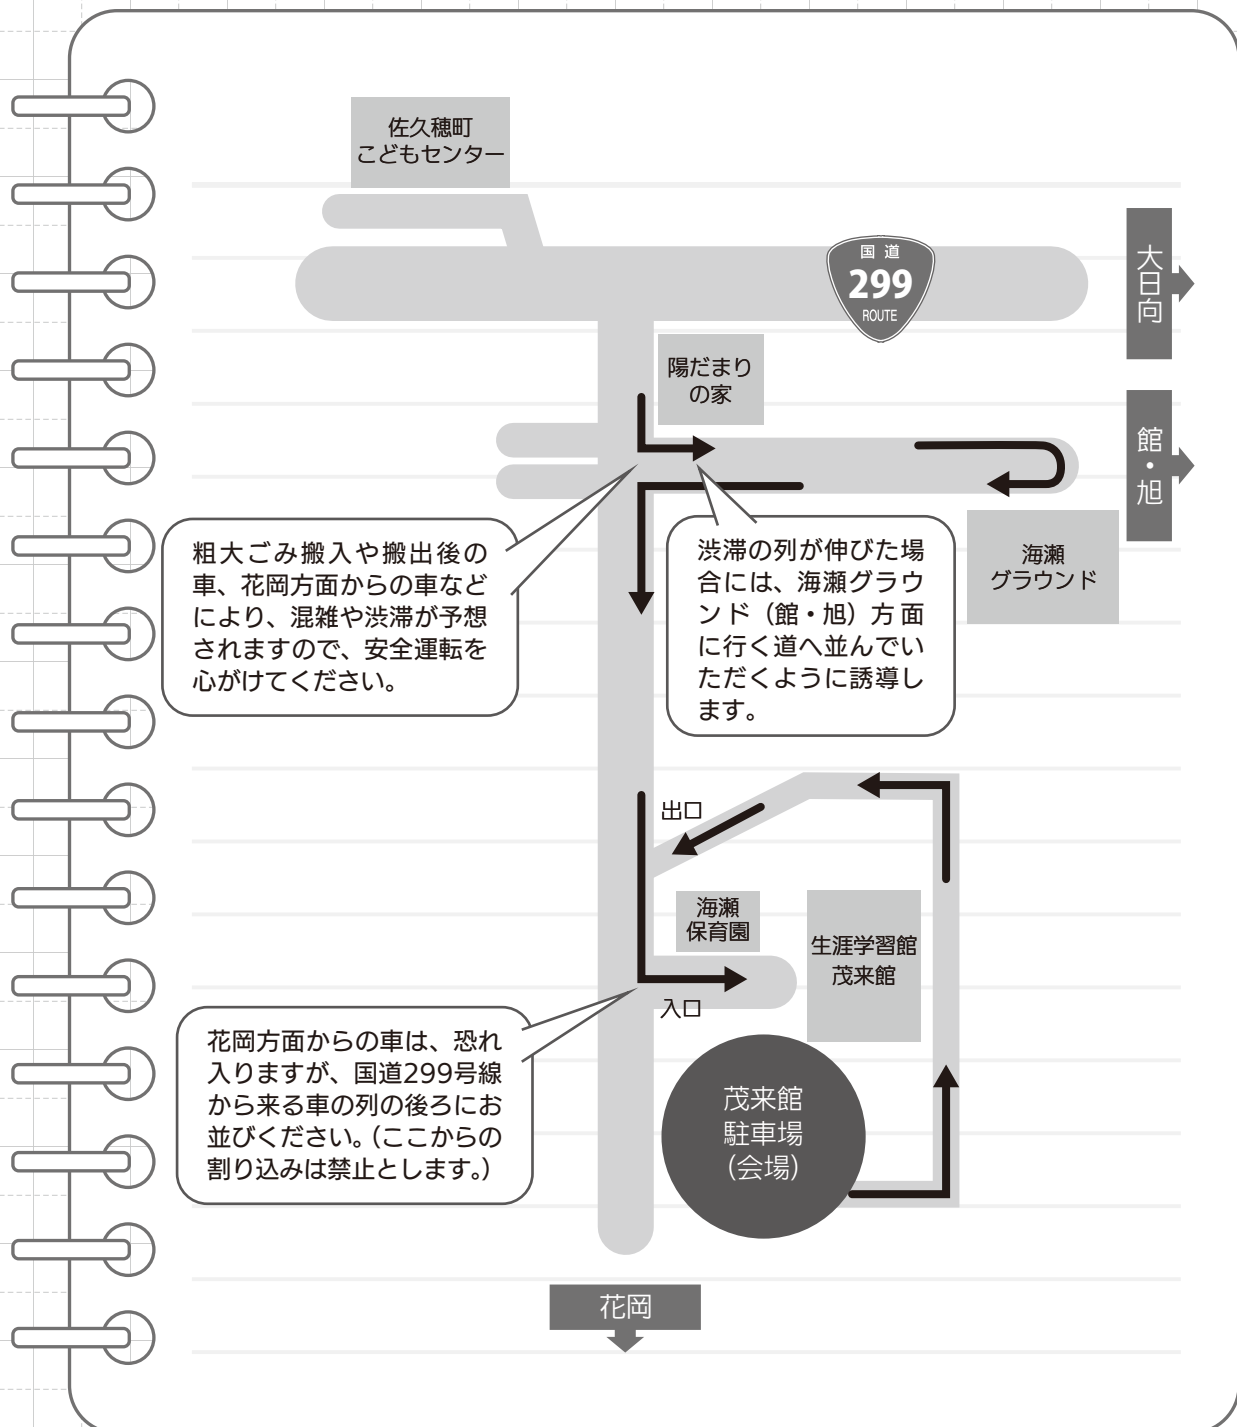 佐久穂町
こどもセンター
国道
299
ROUTE
大日向
陽だまり
の家
館・旭
海瀬
グラウンド
粗大ごみ搬入や搬出後の
車、花岡方面からの車など
により、混雑や渋滞が予想
されますので、安全運転を
心がけてください。
渋滞の列が伸びた場
合には、海瀬グラウ
ンド（館・旭）方面
に行く道へ並んでい
ただくように誘導し
ます。
出口
海瀬
保育園
生涯学習館
茂来館
入口
花岡方面からの車は、恐れ
入りますが、国道299号線
から来る車の列の後ろにお
並びください。（ここからの
割り込みは禁止とします。）
茂来館
駐車場
（会場）
花岡